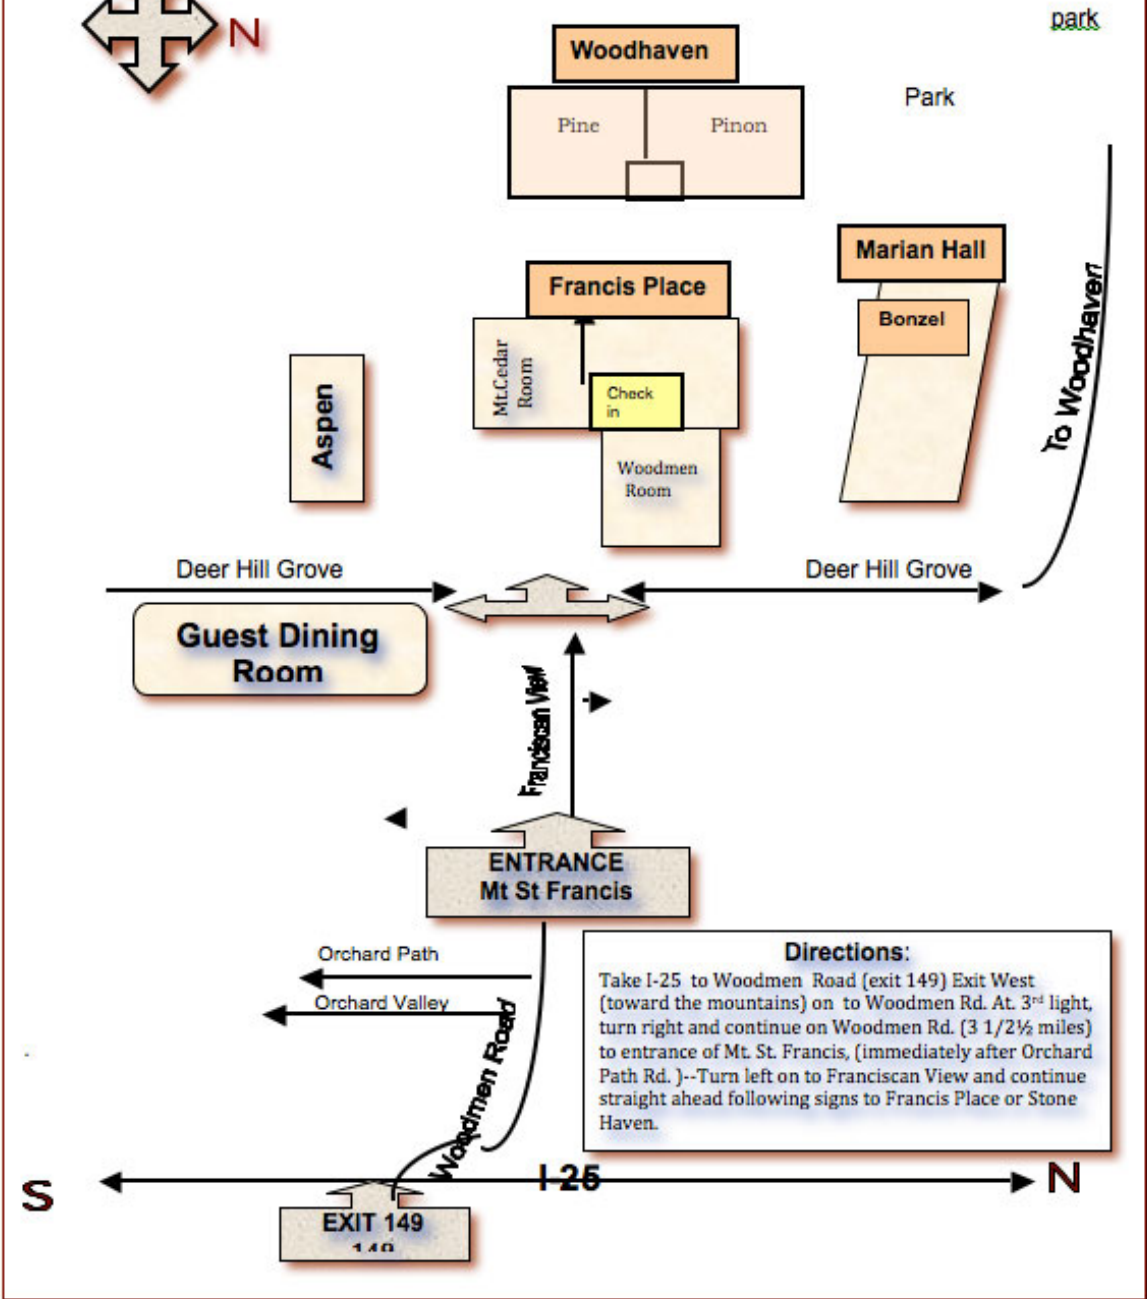 N
park
Woodhaven
Park
Pine
Pinon
Marian Hall
Francis Place
Bonzel
To Woodhaven
Mt.Cedar
Room
Aspen
Check
in
Woodmen
Room
Deer Hill Grove
Deer Hill Grove
Guest Dining
Room
Franciscan View
ENTRANCE
Mt St Francis
Orchard Path
Orchard Valley
Woodmen Road
Directions:
Take I-25 to Woodmen Road (exit 149) Exit West
(toward the mountains) on to Woodmen Rd. At. 3rd light,
turn right and continue on Woodmen Rd. (3 1/2½ miles)
to entrance of Mt. St. Francis, (immediately after Orchard
Path Rd. )--Turn left on to Franciscan View and continue
straight ahead following signs to Francis Place or Stone
Haven.
S
I-25
N
EXIT 149
149